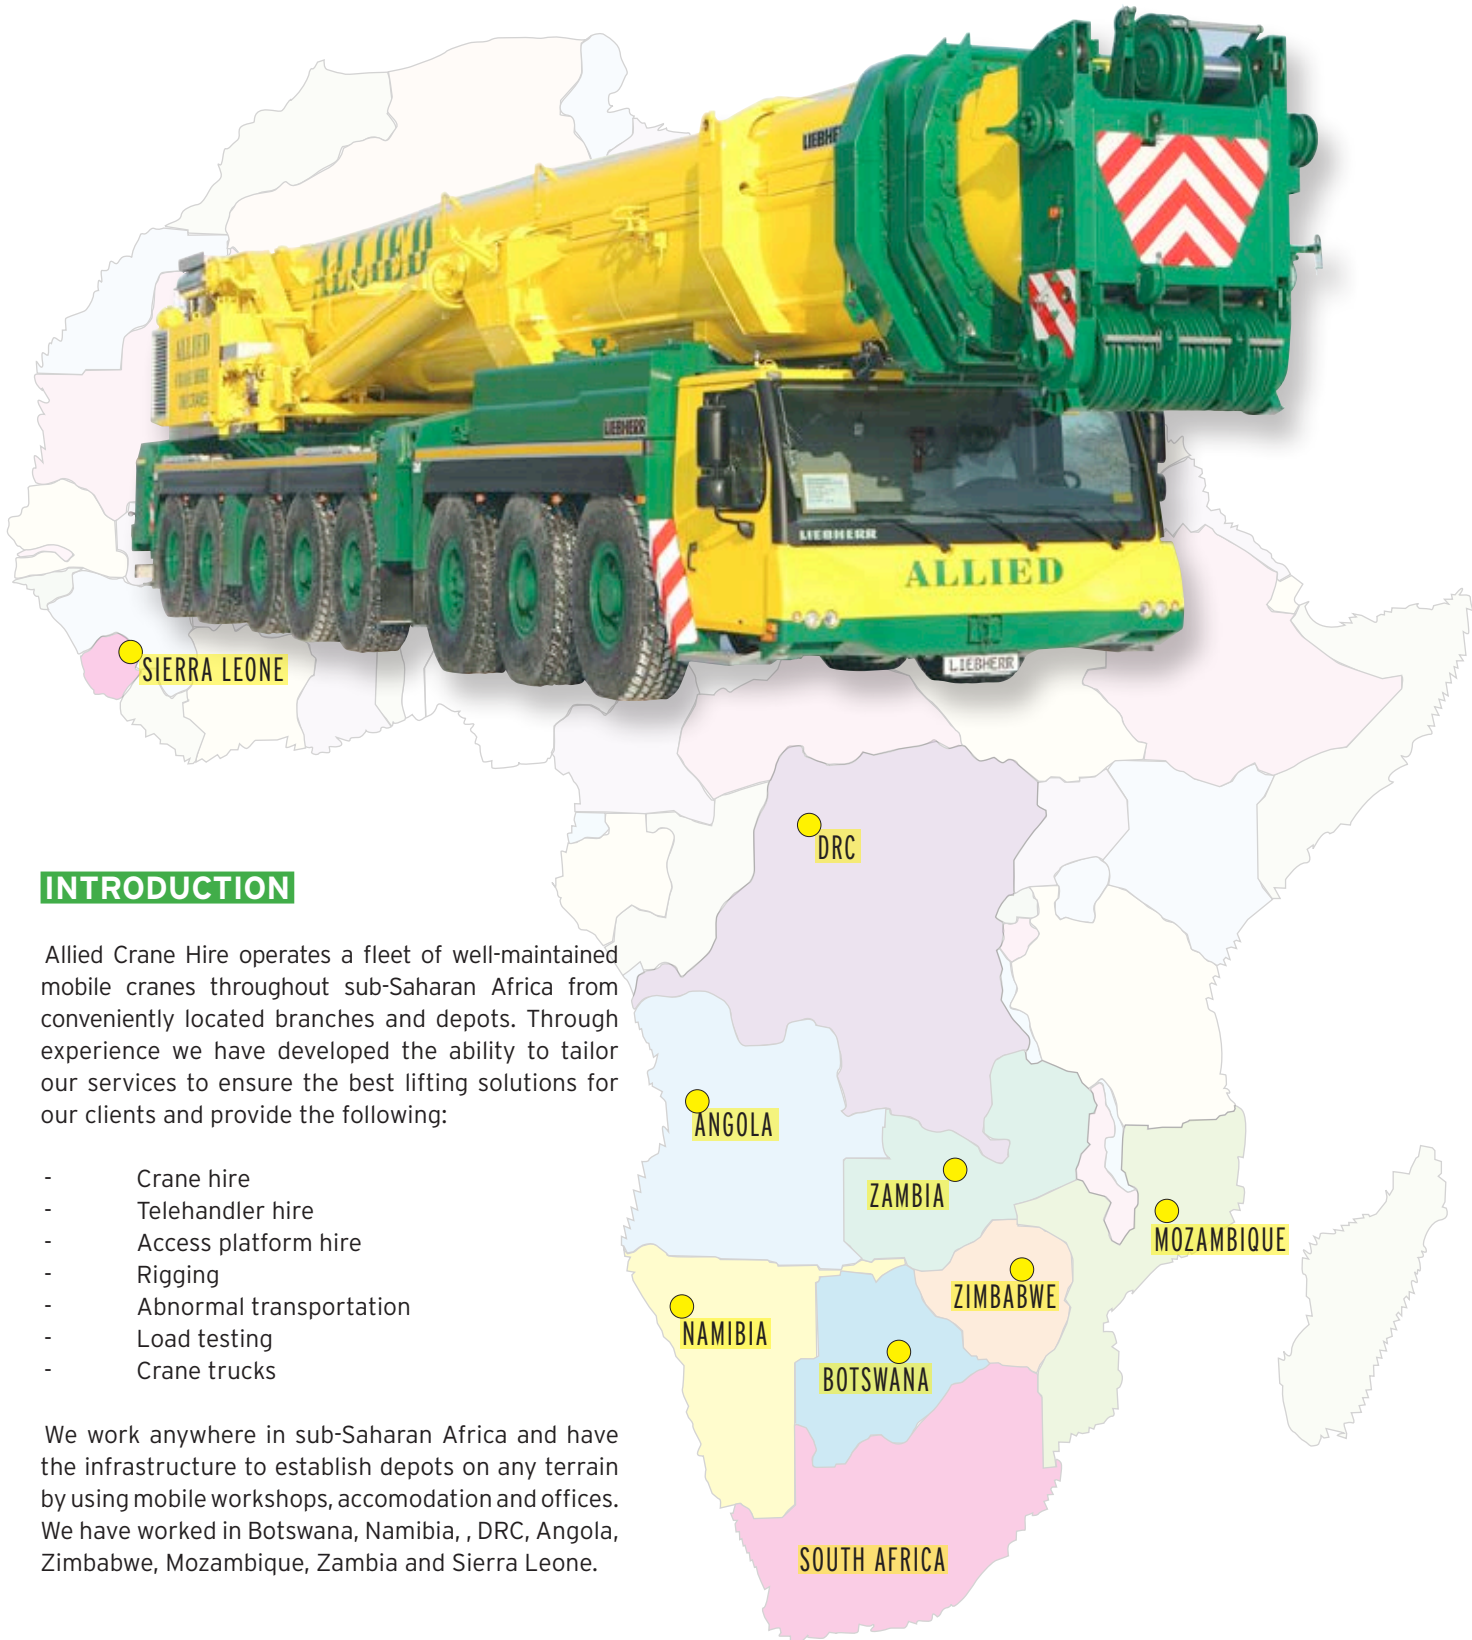 LIEBHE
ALLIED
ALLIED
CRANE HIRE
LIEBHERR
LIEBHERR
ALLIED
LIEBHERR
SIERRA LEONE
DRC
INTRODUCTION
Allied Crane Hire operates a fleet of well-maintained
mobile cranes throughout sub-Saharan Africa from
conveniently located branches and depots. Through
experience we have developed the ability to tailor
our services to ensure the best lifting solutions for
our clients and provide the following:
- Crane hire
- Telehandler hire
- Access platform hire
- Rigging
- Abnormal transportation
- Load testing
- Crane trucks
We work anywhere in sub-Saharan Africa and have
the infrastructure to establish depots on any terrain
by using mobile workshops, accomodation and offices.
We have worked in Botswana, Namibia, , DRC, Angola,
Zimbabwe, Mozambique, Zambia and Sierra Leone.
ANGOLA
ZAMBIA
MOZAMBIQUE
ZIMBABWE
NAMIBIA
BOTSWANA
SOUTH AFRICA